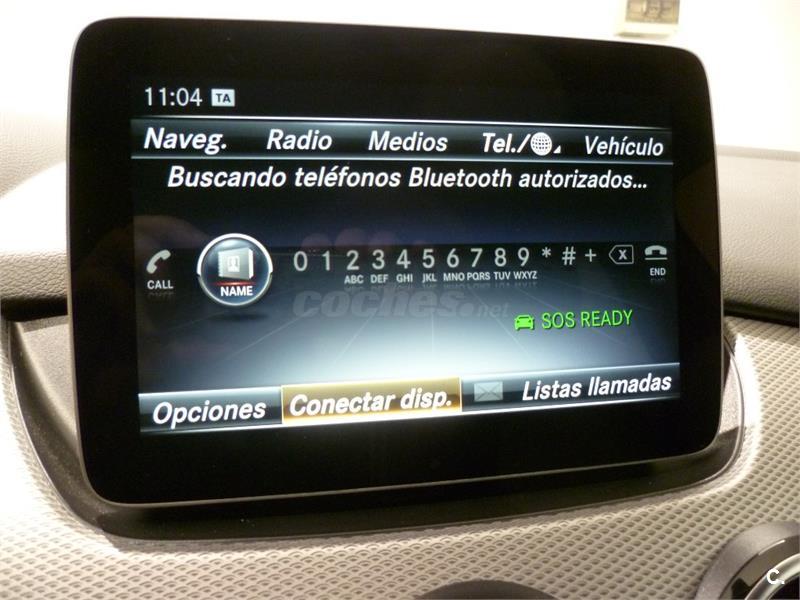 11:04 TA
Naveg. Radio Medios Tel./ Vehículo
Buscando teléfonos Bluetooth autorizados...
CALL NAME 0 1 2 3 4 5 6 7 8 9 * # + X END
ABC DEF GHI JKL MNO PQRS TUV WXYZ
coches.net
SOS READY
Opciones Conectar disp. Listas llamadas
c.